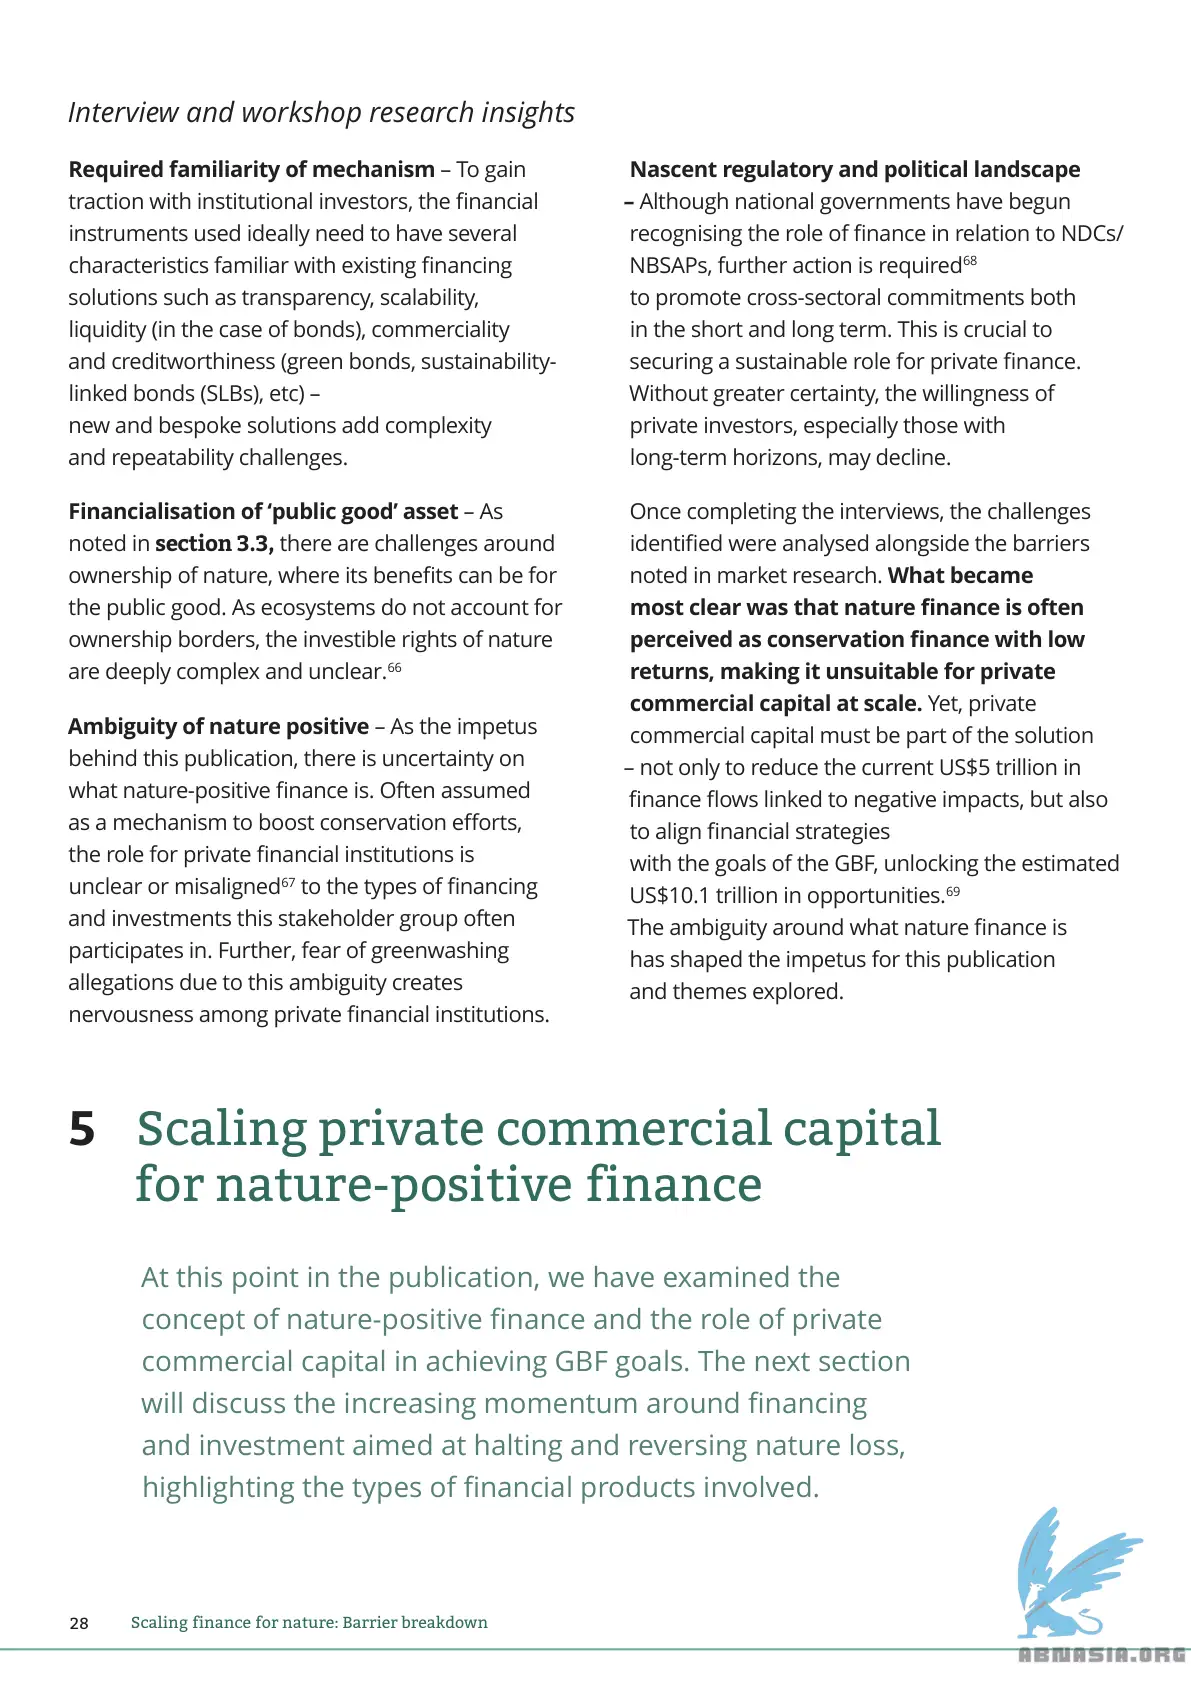 Interview and workshop research insights
Required familiarity of mechanism – To gain
traction with institutional investors, the financial
instruments used ideally need to have several
characteristics familiar with existing financing
solutions such as transparency, scalability,
liquidity (in the case of bonds), commerciality
and creditworthiness (green bonds, sustainability-
linked bonds (SLBs), etc) –
new and bespoke solutions add complexity
and repeatability challenges.
Financialisation of ‘public good’ asset – As
noted in section 3.3, there are challenges around
ownership of nature, where its benefits can be for
the public good. As ecosystems do not account for
ownership borders, the investible rights of nature
are deeply complex and unclear.66
Ambiguity of nature positive – As the impetus
behind this publication, there is uncertainty on
what nature-positive finance is. Often assumed
as a mechanism to boost conservation efforts,
the role for private financial institutions is
unclear or misaligned67 to the types of financing
and investments this stakeholder group often
participates in. Further, fear of greenwashing
allegations due to this ambiguity creates
nervousness among private financial institutions.
Nascent regulatory and political landscape
– Although national governments have begun
recognising the role of finance in relation to NDCs/
NBSAPs, further action is required68
to promote cross-sectoral commitments both
in the short and long term. This is crucial to
securing a sustainable role for private finance.
Without greater certainty, the willingness of
private investors, especially those with
long-term horizons, may decline.
Once completing the interviews, the challenges
identified were analysed alongside the barriers
noted in market research. What became
most clear was that nature finance is often
perceived as conservation finance with low
returns, making it unsuitable for private
commercial capital at scale. Yet, private
commercial capital must be part of the solution
– not only to reduce the current US$5 trillion in
finance flows linked to negative impacts, but also
to align financial strategies
with the goals of the GBF, unlocking the estimated
US$10.1 trillion in opportunities.69
The ambiguity around what nature finance is
has shaped the impetus for this publication
and themes explored.
5 Scaling private commercial capital
for nature-positive finance
At this point in the publication, we have examined the
concept of nature-positive finance and the role of private
commercial capital in achieving GBF goals. The next section
will discuss the increasing momentum around financing
and investment aimed at halting and reversing nature loss,
highlighting the types of financial products involved.
28 Scaling finance for nature: Barrier breakdown
ABNASIA.ORG